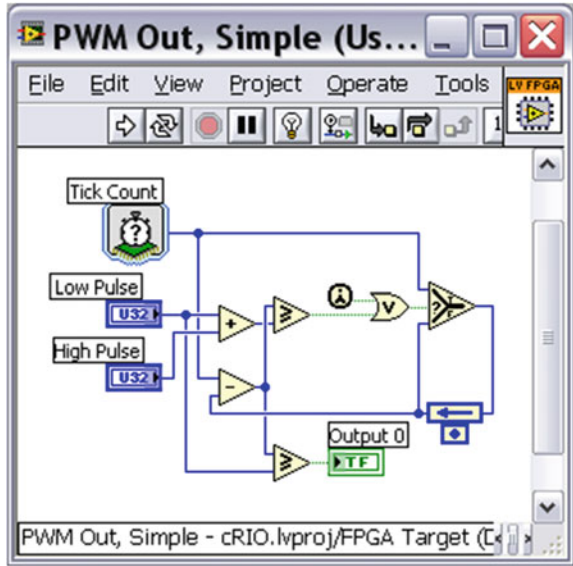 PWM Out, Simple (Us...
File Edit View Project Operate Tools
LV FPGA
1
Tick Count
?
Low Pulse
U32
High Pulse
U32
+
≥
V
?
T
F
-
≥
Output 0
TF
PWM Out, Simple - cRIO.lvproj/FPGA Target (